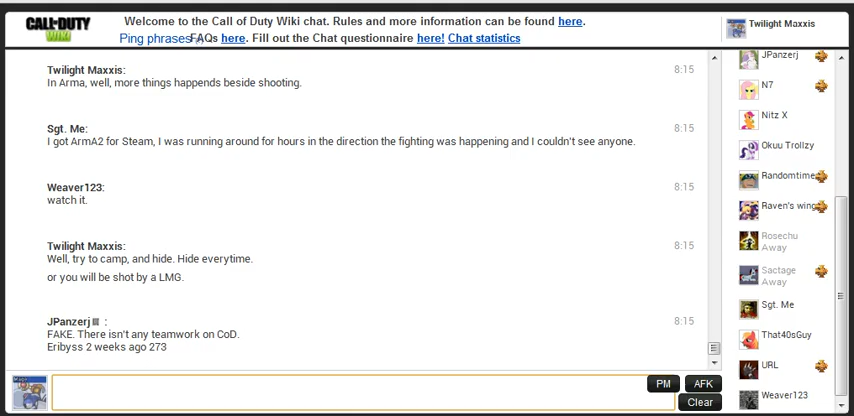 CALL OF DUTY
WIKI
Welcome to the Call of Duty Wiki chat. Rules and more information can be found here.
Ping phrases
FAQs here. Fill out the Chat questionnaire here! Chat statistics
Twilight Maxxis
Twilight Maxxis: 8:15
In Arma, well, more things happends beside shooting.
Sgt. Me: 8:15
I got ArmA2 for Steam, I was running around for hours in the direction the fighting was happening and I couldn't see anyone.
Weaver123: 8:15
watch it.
Twilight Maxxis: 8:15
Well, try to camp, and hide. Hide everytime.
or you will be shot by a LMG.
JPanzerj : 8:15
FAKE. There isn't any teamwork on CoD.
Eribyss 2 weeks ago 273
JPanzerj
N7
Nitz X
Okuu Trollzy
Randomtime
Raven's wing
Rosechu
Away
Sactage
Away
Sgt. Me
That40sGuy
URL
Weaver123
PM
AFK
Clear